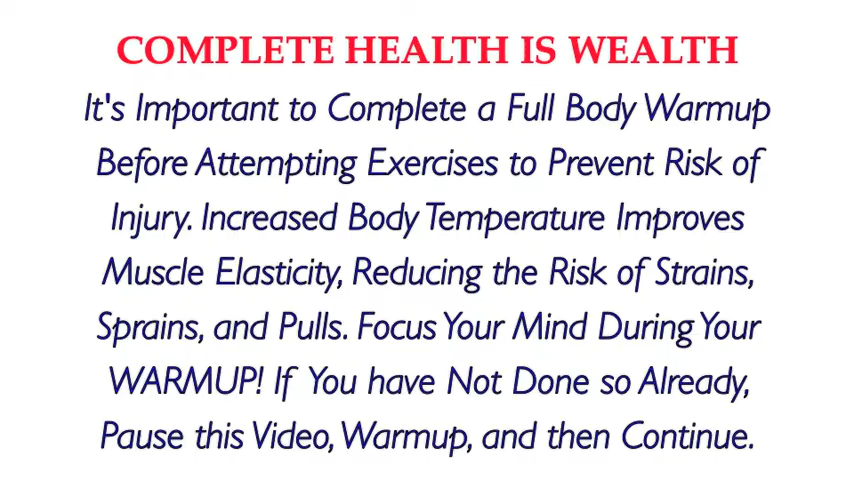 COMPLETE HEALTH IS WEALTH
It's Important to Complete a Full Body Warmup
Before Attempting Exercises to Prevent Risk of
Injury. Increased Body Temperature Improves
Muscle Elasticity, Reducing the Risk of Strains,
Sprains, and Pulls. Focus Your Mind During Your
WARMUP! If You have Not Done so Already,
Pause this Video, Warmup, and then Continue.